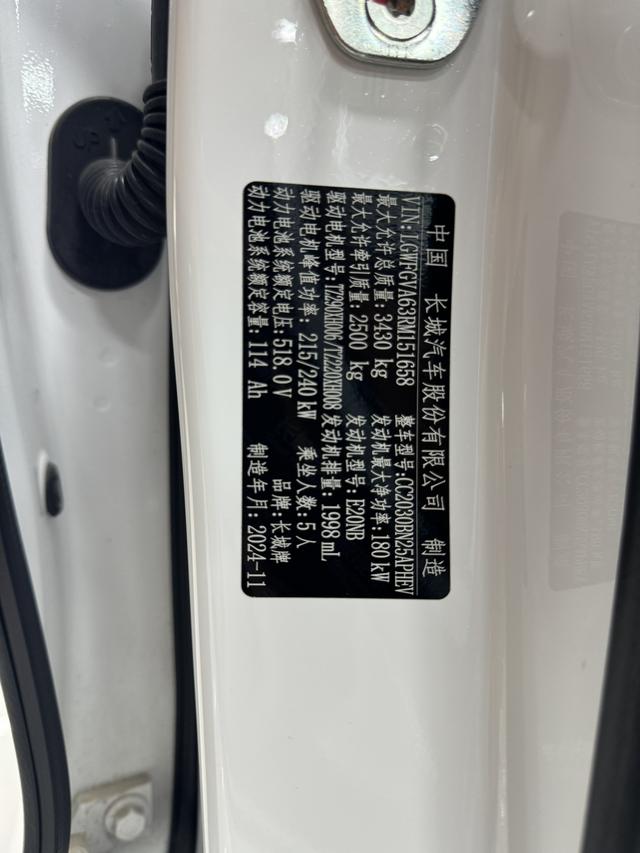 中国 长城汽车股份有限公司 制造
VIN:LGWFGVA63RM151658 整车型号:CC2030BN25APHEV
最大允许总质量:3430 kg 发动机最大净功率:180 kW
最大允许牵引质量:2500 kg 发动机型号:E20NB
驱动电机型号:TZ290XH006/TZ220XH008 发动机排量:1998 mL
驱动电机峰值功率:215/240 kW 乘坐人数:5人
动力电池系统额定电压:518.0 V 品牌:长城牌
动力电池系统额定容量:114 Ah 制造年月:2024-11